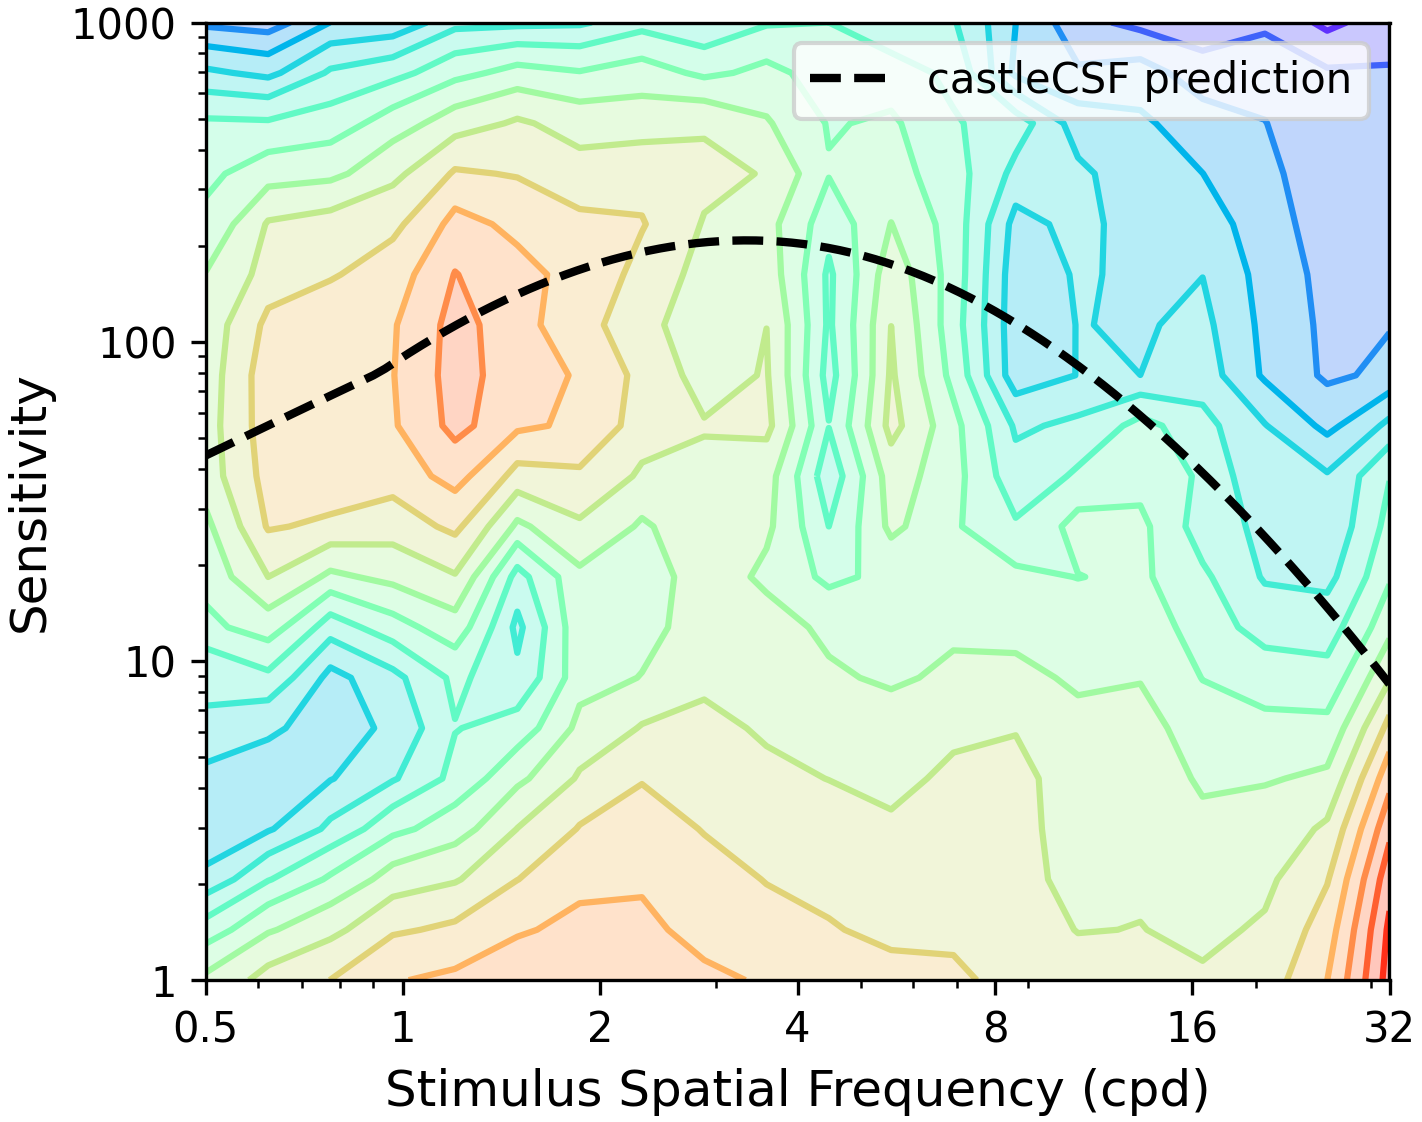 1000
castleCSF prediction
100
Sensitivity
10
1
0.5 1 2 4 8 16 32
Stimulus Spatial Frequency (cpd)